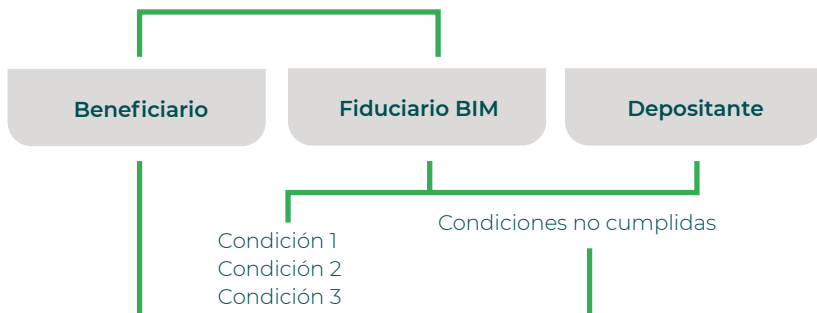 Beneficiario
Fiduciario BIM
Depositante
Condiciones no cumplidas
Condición 1
Condición 2
Condición 3